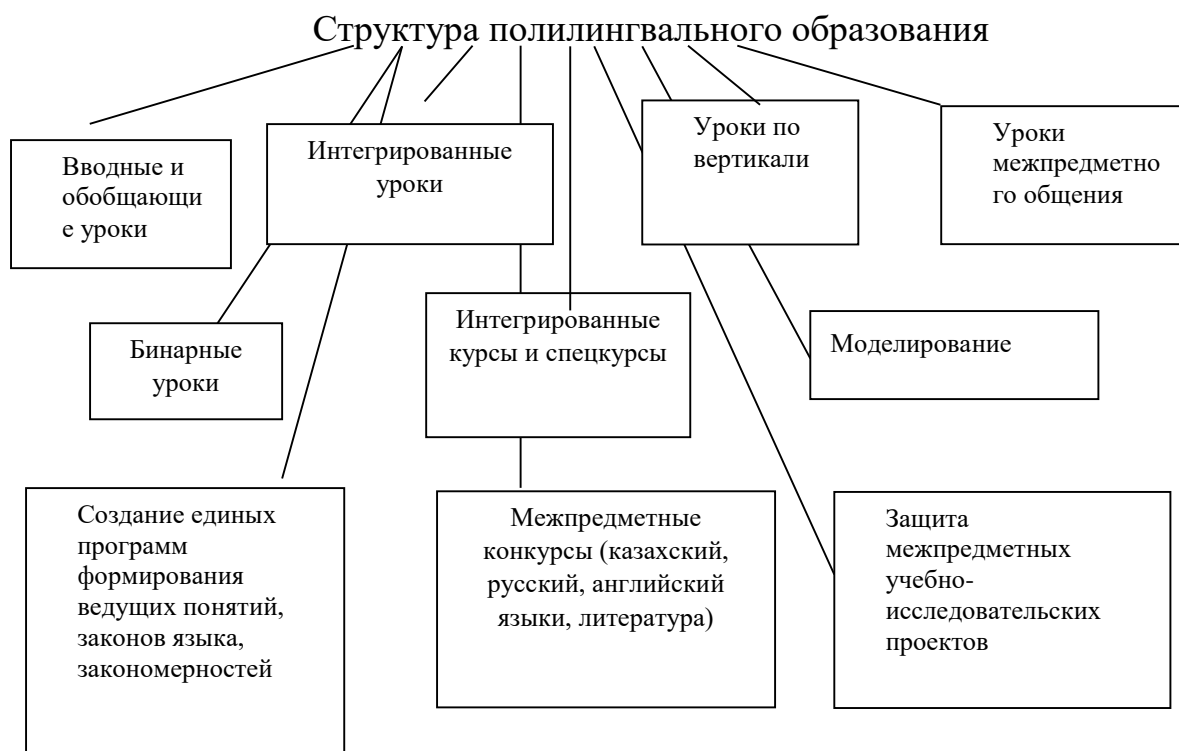 Структура полилингвального образования
Вводные и
обобщающи
е уроки
Интегрированные
уроки
Уроки по
вертикали
Уроки
межпредметно
го общения
Бинарные
уроки
Интегрированные
курсы и спецкурсы
Моделирование
Создание единых
программ
формирования
ведущих понятий,
законов языка,
закономерностей
Межпредметные
конкурсы (казахский,
русский, английский
языки, литература)
Защита
межпредметных
учебно-
исследовательских
проектов